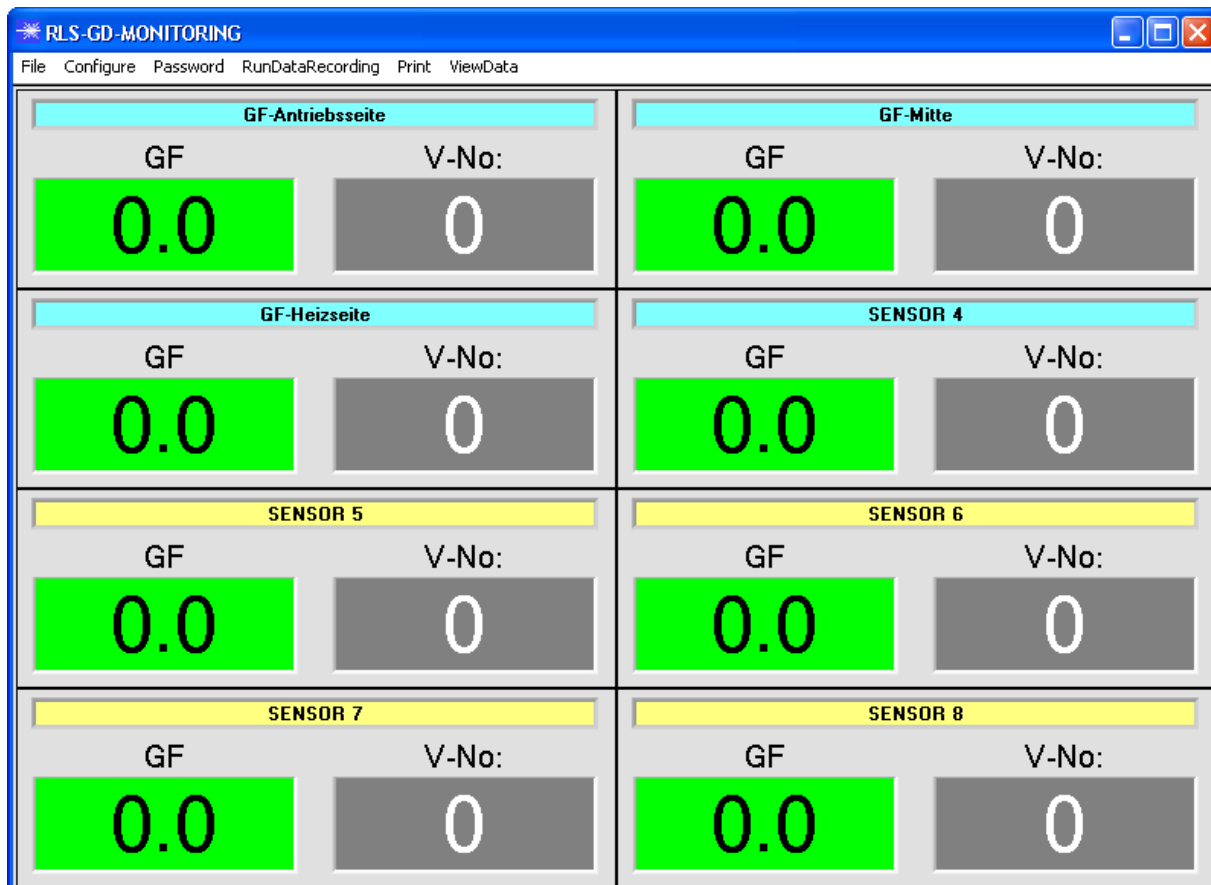 RLS-GD-MONITORING
File Configure Password RunDataRecording Print ViewData
GF-Antriebsseite
GF V-No:
0.0 0
GF-Mitte
GF V-No:
0.0 0
GF-Heizseite
GF V-No:
0.0 0
SENSOR 4
GF V-No:
0.0 0
SENSOR 5
GF V-No:
0.0 0
SENSOR 6
GF V-No:
0.0 0
SENSOR 7
GF V-No:
0.0 0
SENSOR 8
GF V-No:
0.0 0